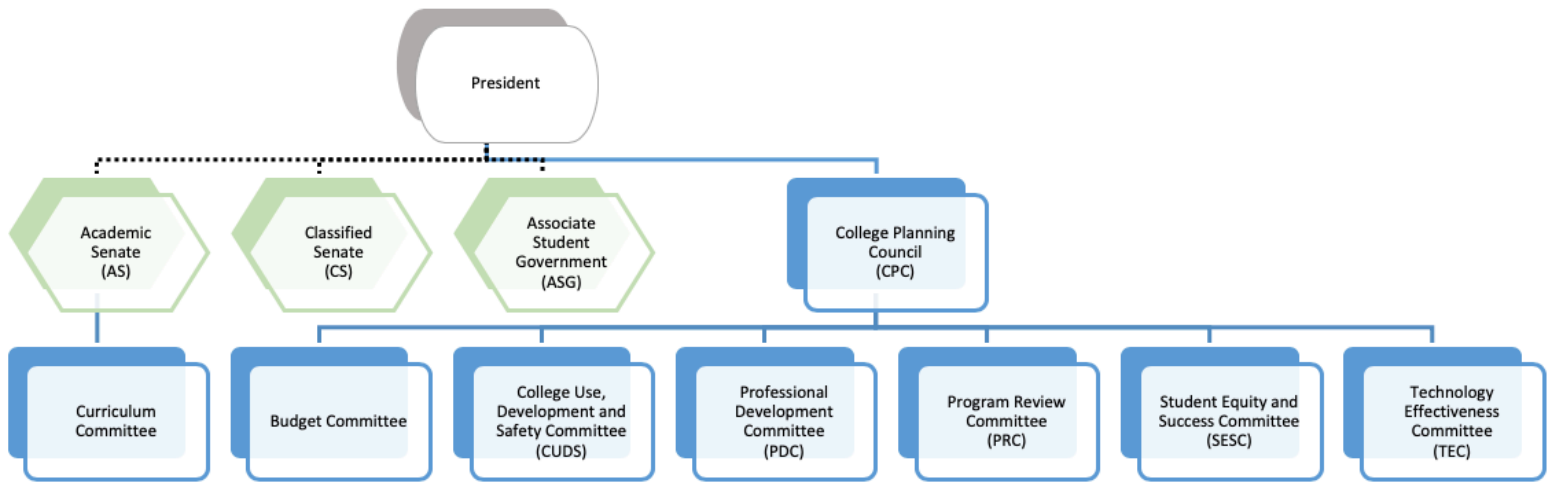 President
Academic
Senate
(AS)
Classified
Senate
(CS)
Associate
Student
Government
(ASG)
College Planning
Council
(CPC)
Curriculum
Committee
Budget Committee
College Use,
Development and
Safety Committee
(CUDS)
Professional
Development
Committee
(PDC)
Program Review
Committee
(PRC)
Student Equity and
Success Committee
(SESC)
Technology
Effectiveness
Committee
(TEC)